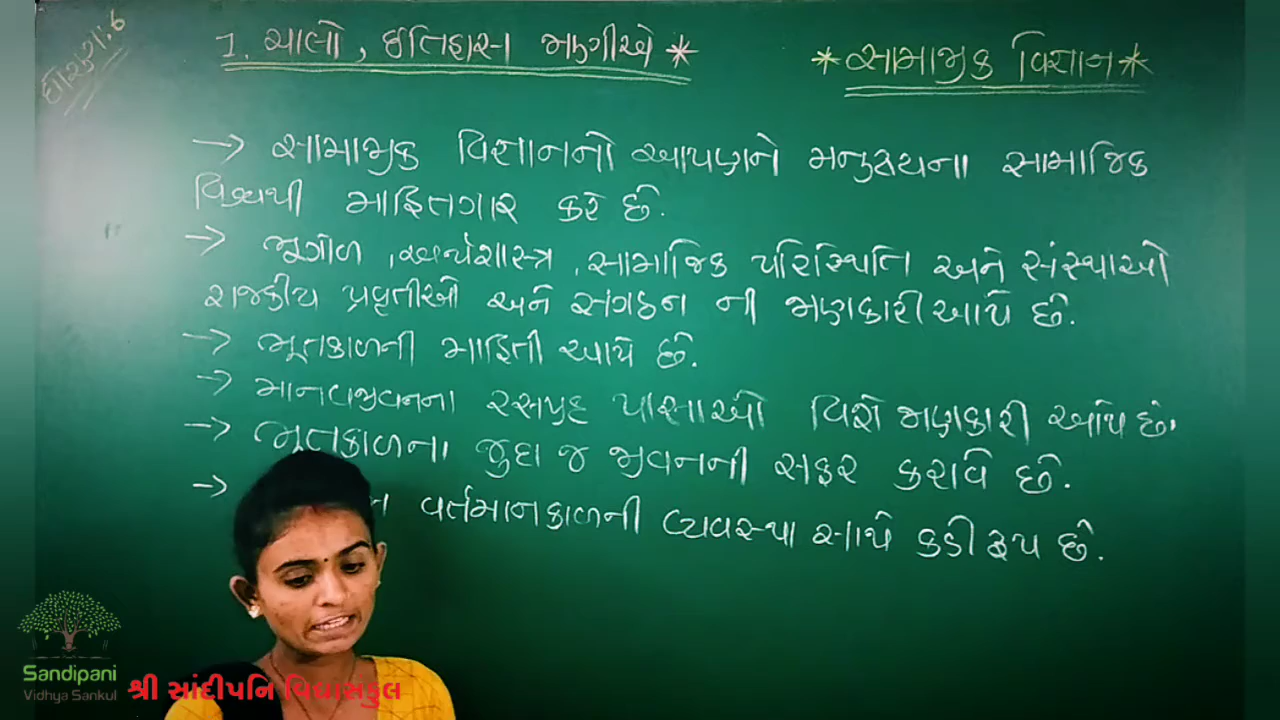 ધોરણ:6
1. ચાલો, ઈતિહાસ જાણીએ *
*સામાજીક વિજ્ઞાન*
→ સામાજીક વિજ્ઞાનનો આપણને મનુષ્યના સામાજિક
વિષયથી માહિતગાર કરે છે.
→ ભૂગોળ, અર્થશાસ્ત્ર, સામાજિક પરિસ્થિતિ અને સંસ્થાઓ
રાજકીય પ્રવૃતીઓ અને સંગઠન ની જાણકારી આપે છે.
→ ભૂતકાળની માહિતી આપે છે.
→ માનવજીવનના રસપ્રદ પાસાઓ વિશે જાણકારી આપે છે.
→ ભૂતકાળના જુદા જ જીવનની સફર કરાવે છે.
→ વર્તમાનકાળની વ્યવસ્થા સાથે કડી રૂપ છે.
Sandipani
Vidhya Sankul
શ્રી સાંદીપનિ વિદ્યાસંકુલ